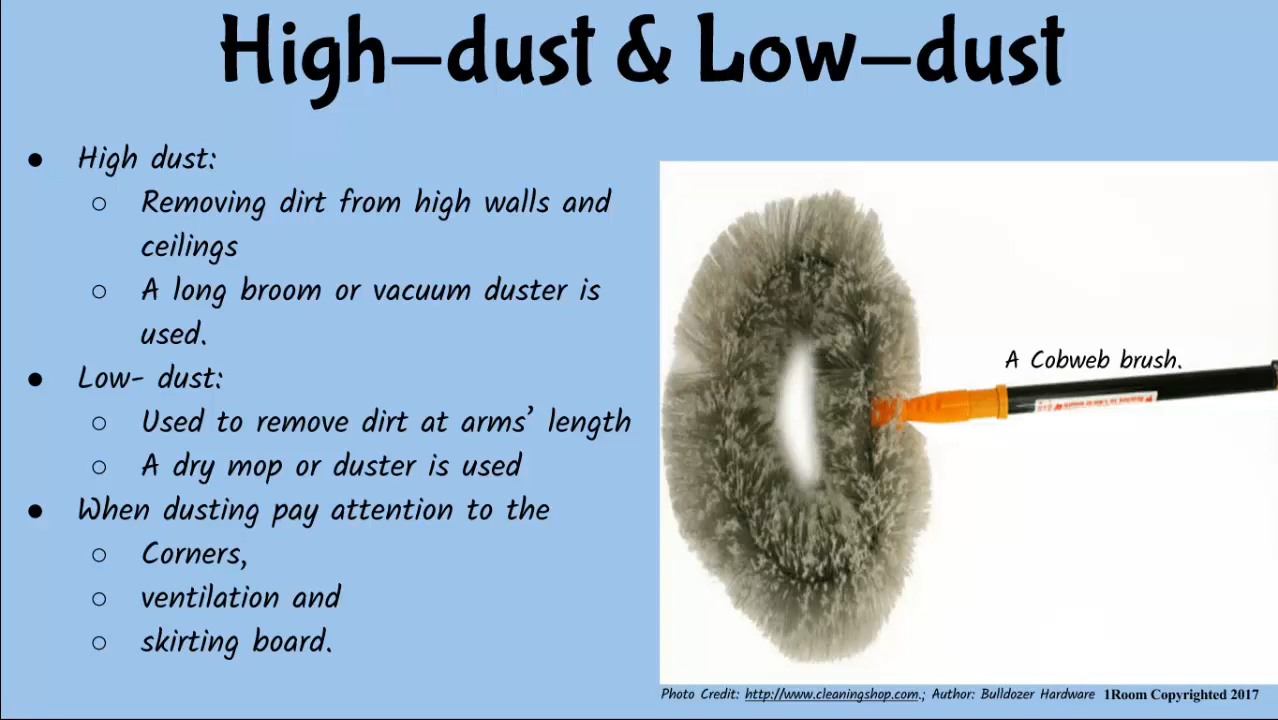 High-dust & Low-dust
● High dust:
○ Removing dirt from high walls and
ceilings
○ A long broom or vacuum duster is
used.
● Low- dust:
○ Used to remove dirt at arms’ length
○ A dry mop or duster is used
● When dusting pay attention to the
○ Corners,
○ ventilation and
○ skirting board.
A Cobweb brush.
Photo Credit: http://www.cleaningshop.com.; Author: Bulldozer Hardware 1Room Copyrighted 2017